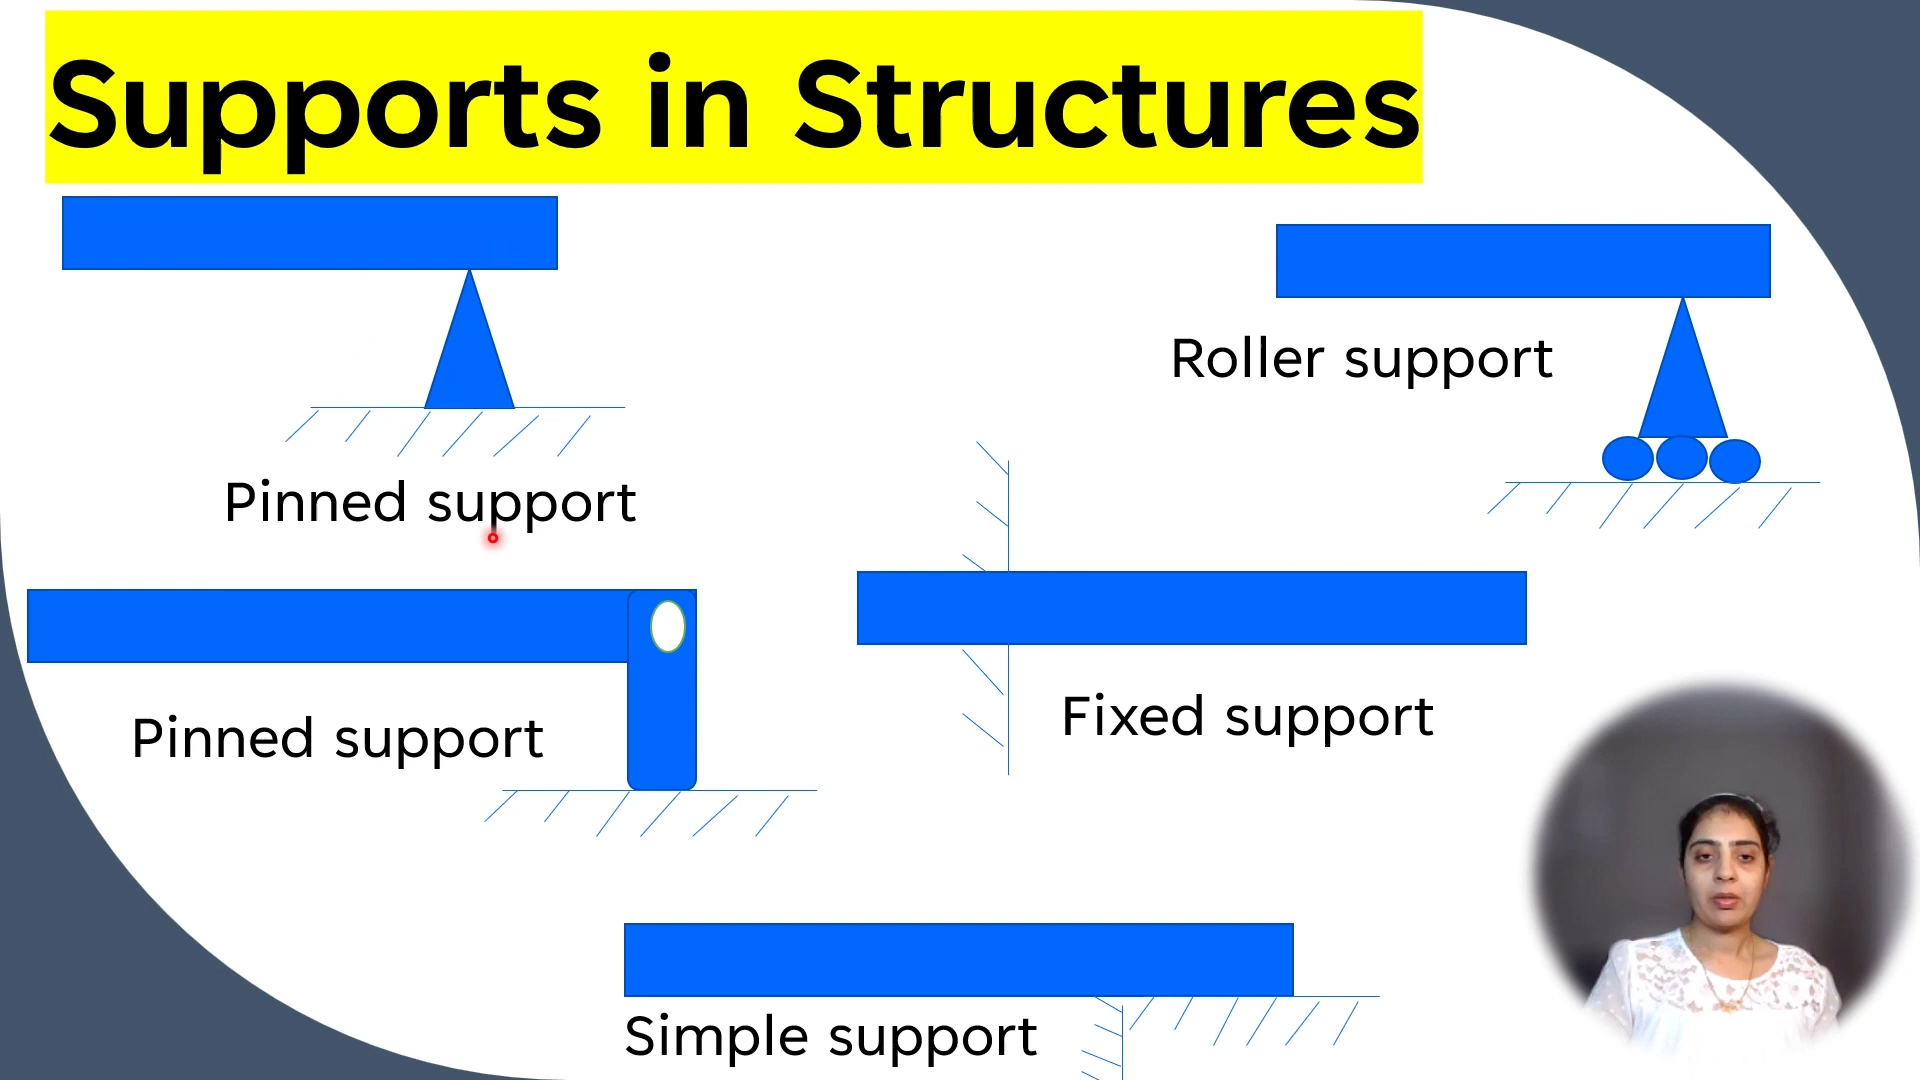 Supports in Structures
Roller support
Pinned support
Fixed support
Pinned support
Simple support